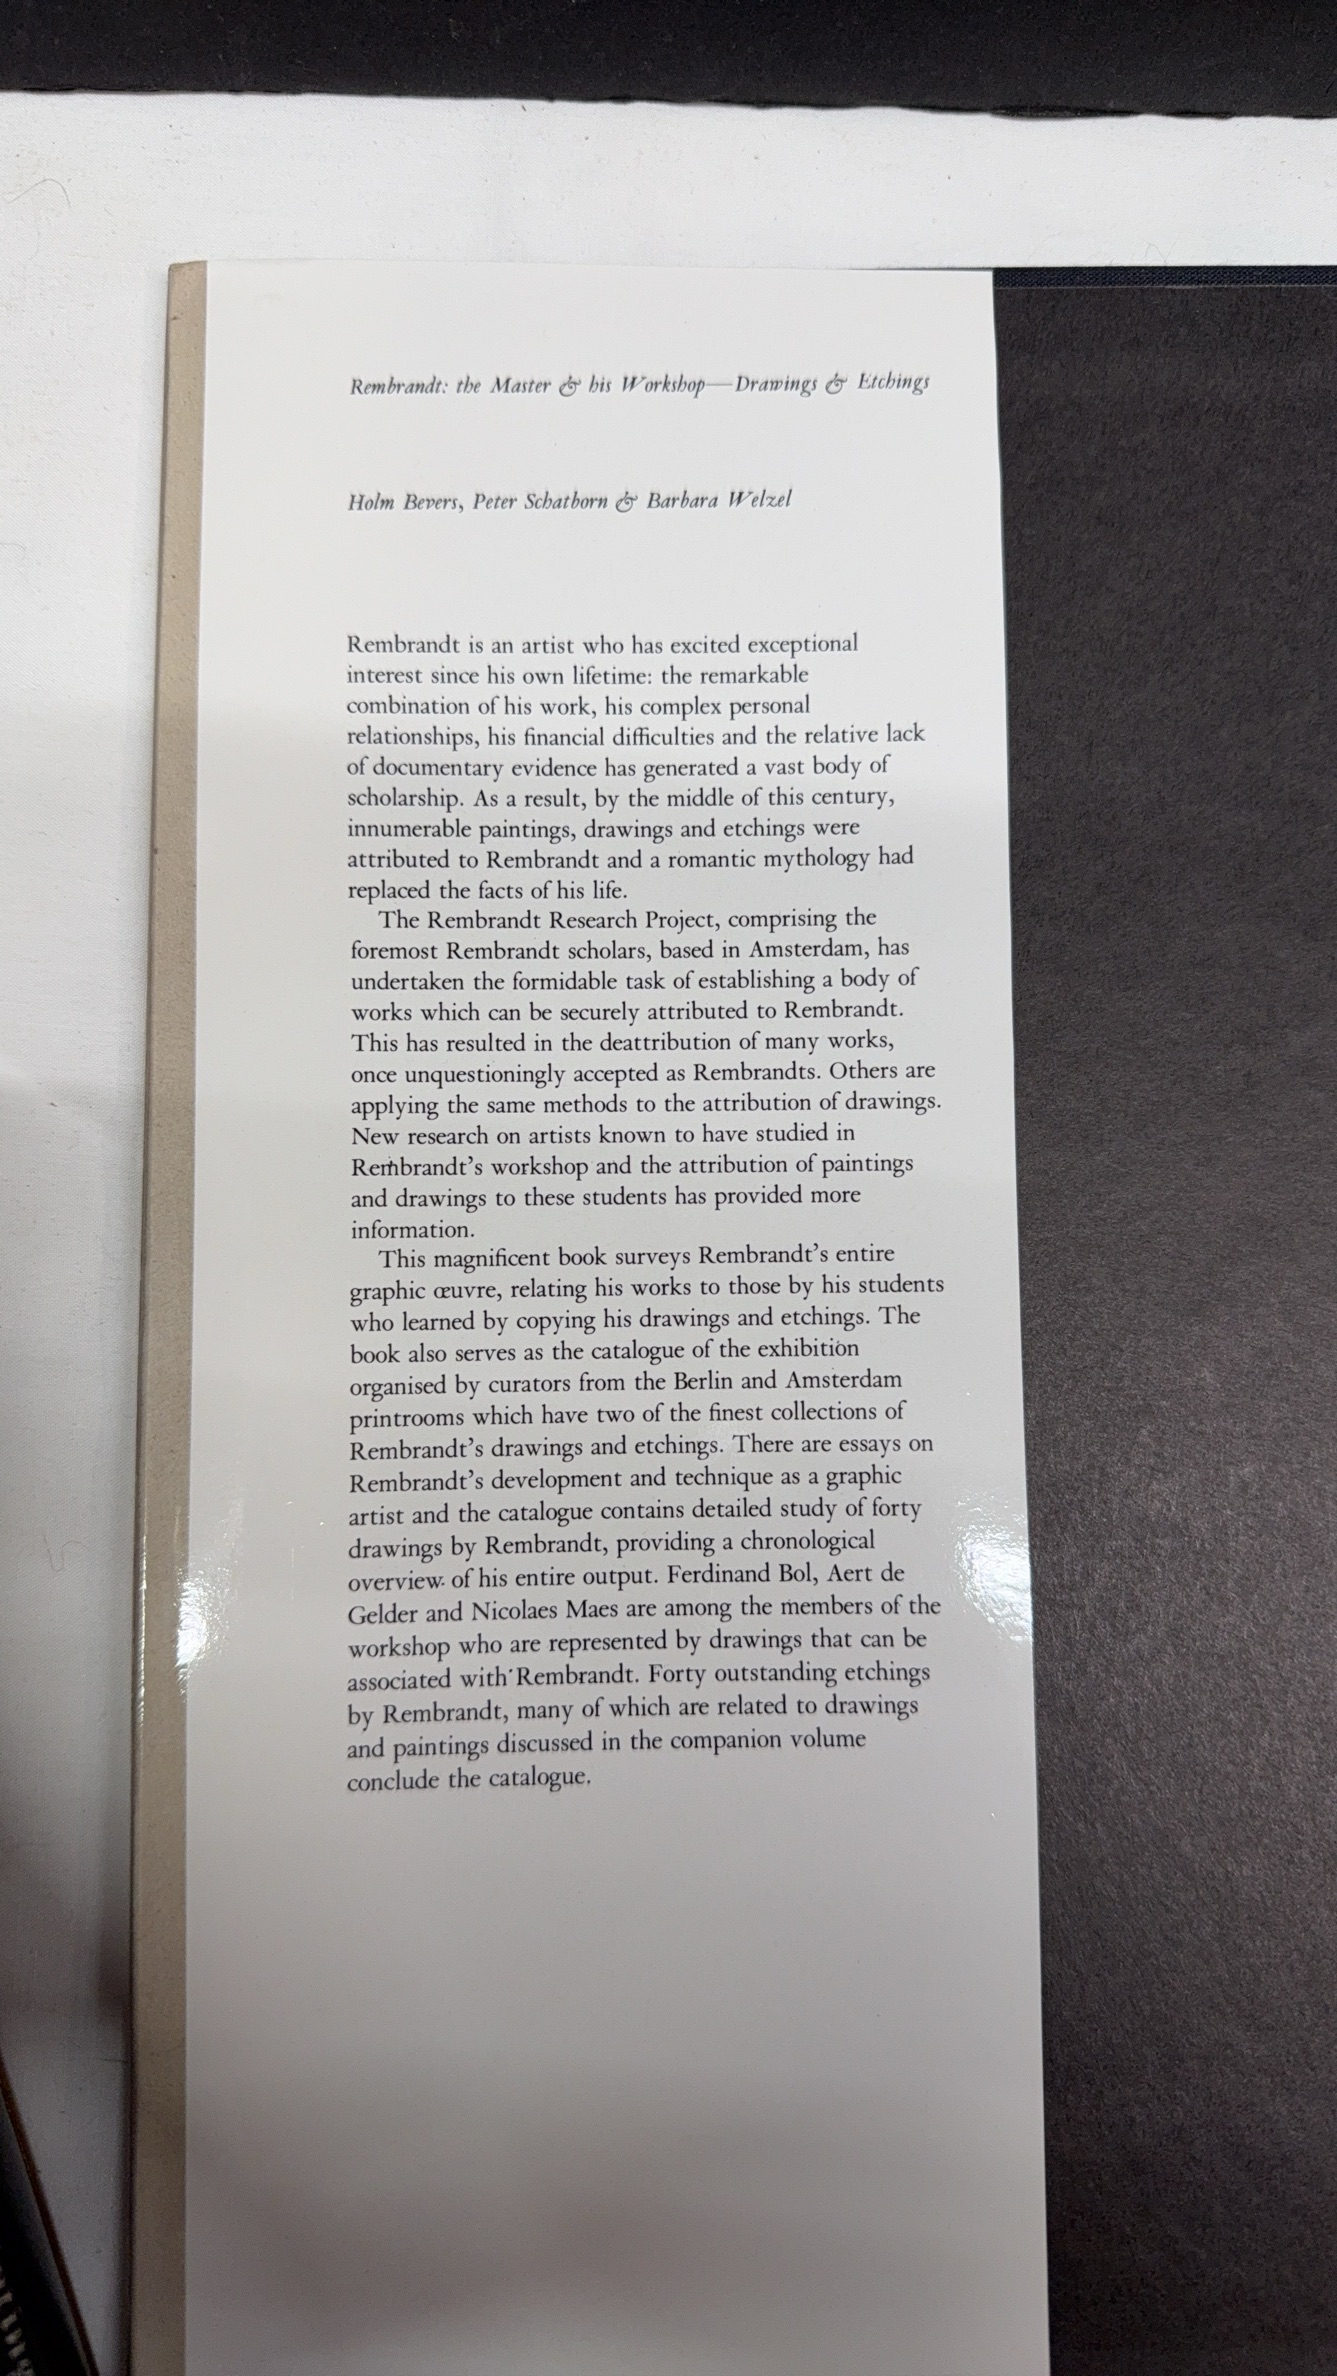 Rembrandt: the Master & his Workshop—Drawings & Etchings
Holm Bevers, Peter Schatborn & Barbara Welzel
Rembrandt is an artist who has excited exceptional
interest since his own lifetime: the remarkable
combination of his work, his complex personal
relationships, his financial difficulties and the relative lack
of documentary evidence has generated a vast body of
scholarship. As a result, by the middle of this century,
innumerable paintings, drawings and etchings were
attributed to Rembrandt and a romantic mythology had
replaced the facts of his life.
The Rembrandt Research Project, comprising the
foremost Rembrandt scholars, based in Amsterdam, has
undertaken the formidable task of establishing a body of
works which can be securely attributed to Rembrandt.
This has resulted in the deattribution of many works,
once unquestioningly accepted as Rembrandts. Others are
applying the same methods to the attribution of drawings.
New research on artists known to have studied in
Rembrandt's workshop and the attribution of paintings
and drawings to these students has provided more
information.
This magnificent book surveys Rembrandt's entire
graphic œuvre, relating his works to those by his students
who learned by copying his drawings and etchings. The
book also serves as the catalogue of the exhibition
organised by curators from the Berlin and Amsterdam
printrooms which have two of the finest collections of
Rembrandt's drawings and etchings. There are essays on
Rembrandt's development and technique as a graphic
artist and the catalogue contains detailed study of forty
drawings by Rembrandt, providing a chronological
overview of his entire output. Ferdinand Bol, Aert de
Gelder and Nicolaes Maes are among the members of the
workshop who are represented by drawings that can be
associated with Rembrandt. Forty outstanding etchings
by Rembrandt, many of which are related to drawings
and paintings discussed in the companion volume
conclude the catalogue.